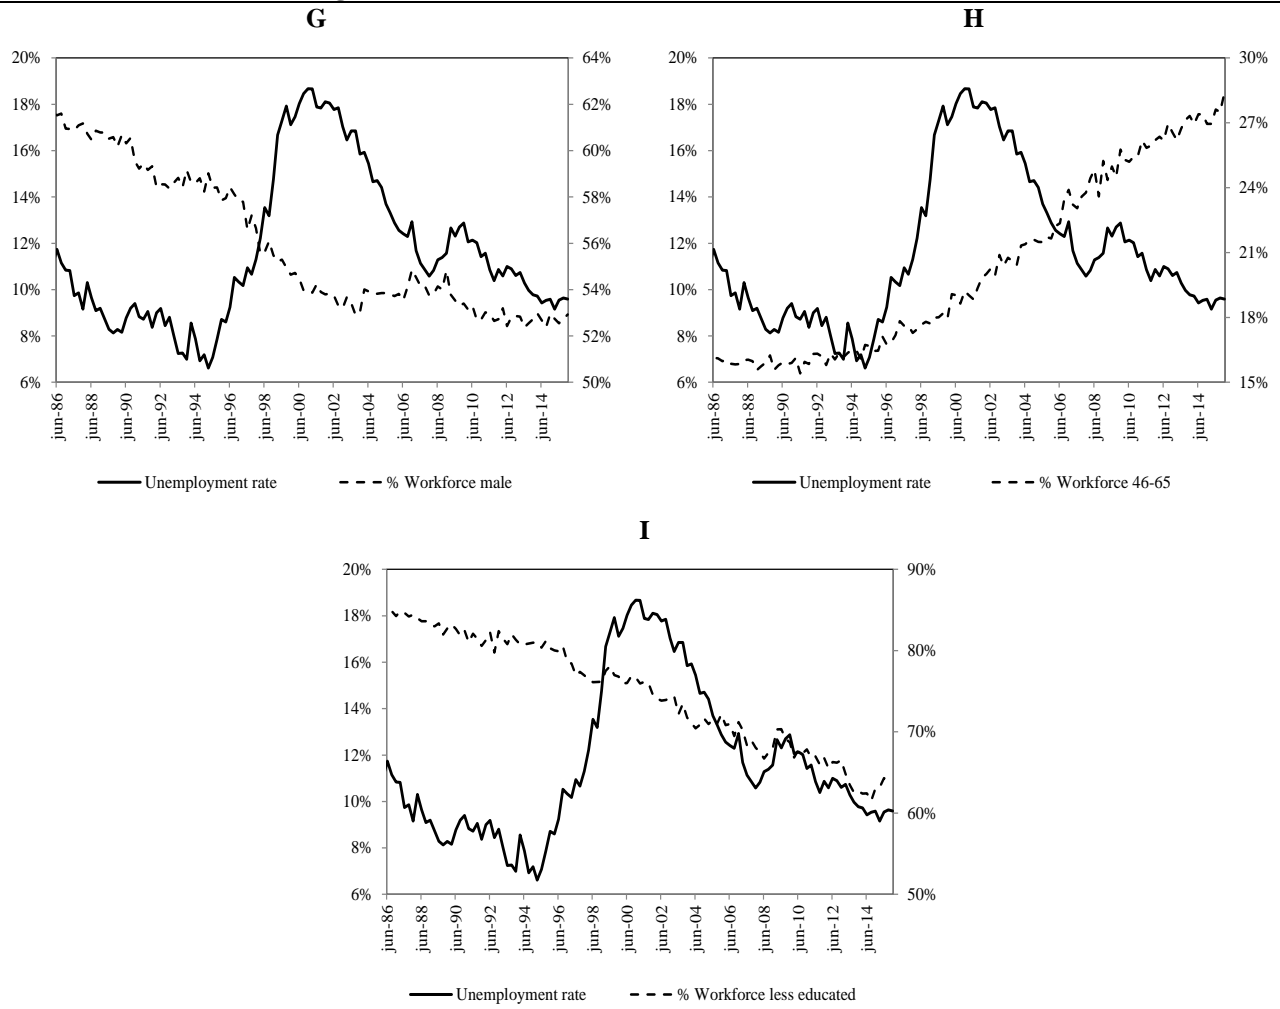 G
20%
18%
16%
14%
12%
10%
8%
6%
64%
62%
60%
58%
56%
54%
52%
50%
jun-86
jun-88
jun-90
jun-92
jun-94
jun-96
jun-98
jun-00
jun-02
jun-04
jun-06
jun-08
jun-10
jun-12
jun-14
Unemployment rate
% Workforce male
H
20%
18%
16%
14%
12%
10%
8%
6%
30%
27%
24%
21%
18%
15%
jun-86
jun-88
jun-90
jun-92
jun-94
jun-96
jun-98
jun-00
jun-02
jun-04
jun-06
jun-08
jun-10
jun-12
jun-14
Unemployment rate
% Workforce 46-65
I
20%
18%
16%
14%
12%
10%
8%
6%
90%
80%
70%
60%
50%
jun-86
jun-88
jun-90
jun-92
jun-94
jun-96
jun-98
jun-00
jun-02
jun-04
jun-06
jun-08
jun-10
jun-12
jun-14
Unemployment rate
% Workforce less educated